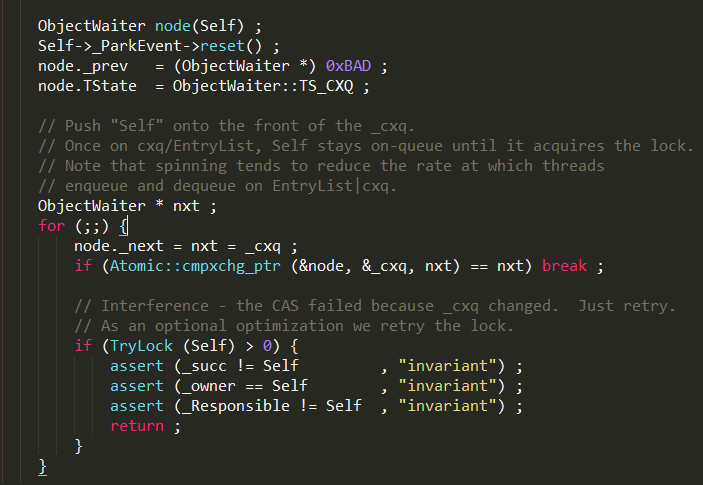 ObjectWaiter node(Self) ;
Self->_ParkEvent->reset() ;
node._prev   = (ObjectWaiter *) 0xBAD ;
node.TState  = ObjectWaiter::TS_CXQ ;

// Push "Self" onto the front of the _cxq.
// Once on cxq/EntryList, Self stays on-queue until it acquires the lock.
// Note that spinning tends to reduce the rate at which threads
// enqueue and dequeue on EntryList|cxq.
ObjectWaiter * nxt ;
for (;;) {
    node._next = nxt = _cxq ;
    if (Atomic::cmpxchg_ptr (&node, &_cxq, nxt) == nxt) break ;

    // Interference - the CAS failed because _cxq changed.  Just retry.
    // As an optional optimization we retry the lock.
    if (TryLock (Self) > 0) {
        assert (_succ != Self         , "invariant") ;
        assert (_owner == Self        , "invariant") ;
        assert (_Responsible != Self  , "invariant") ;
        return ;
    }
}